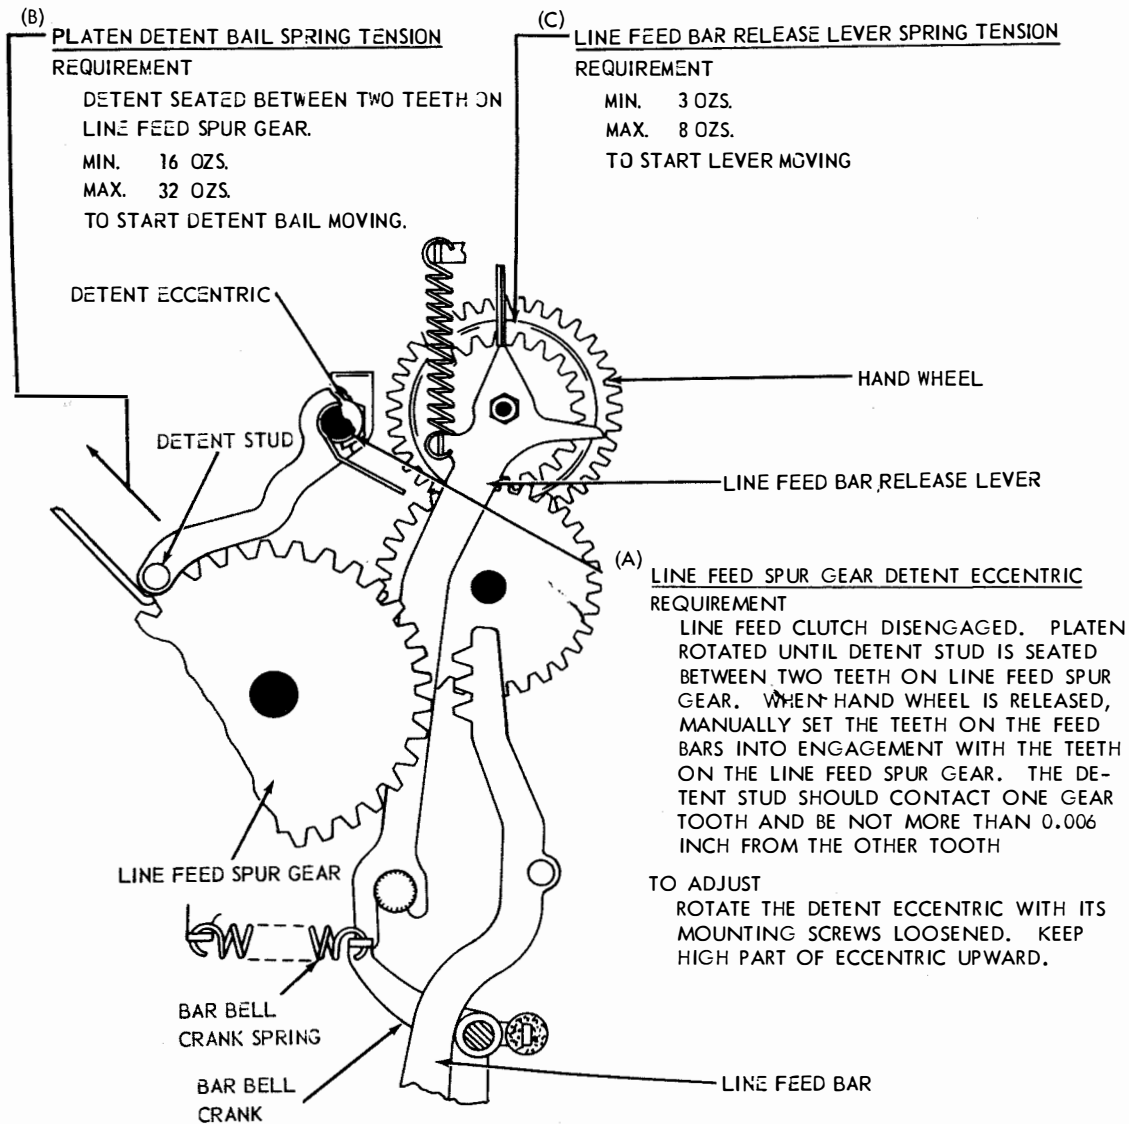 (B)
PLATEN DETENT BAIL SPRING TENSION
REQUIREMENT
DETENT SEATED BETWEEN TWO TEETH ON
LINE FEED SPUR GEAR.
MIN. 16 OZS.
MAX. 32 OZS.
TO START DETENT BAIL MOVING.
(C)
LINE FEED BAR RELEASE LEVER SPRING TENSION
REQUIREMENT
MIN. 3 OZS.
MAX. 8 OZS.
TO START LEVER MOVING
DETENT ECCENTRIC
HAND WHEEL
DETENT STUD
LINE FEED BAR RELEASE LEVER
(A)
LINE FEED SPUR GEAR DETENT ECCENTRIC
REQUIREMENT
LINE FEED CLUTCH DISENGAGED. PLATEN
ROTATED UNTIL DETENT STUD IS SEATED
BETWEEN TWO TEETH ON LINE FEED SPUR
GEAR. WHEN HAND WHEEL IS RELEASED,
MANUALLY SET THE TEETH ON THE FEED
BARS INTO ENGAGEMENT WITH THE TEETH
ON THE LINE FEED SPUR GEAR. THE DE-
TENT STUD SHOULD CONTACT ONE GEAR
TOOTH AND BE NOT MORE THAN 0.006
INCH FROM THE OTHER TOOTH
TO ADJUST
ROTATE THE DETENT ECCENTRIC WITH ITS
MOUNTING SCREWS LOOSENED. KEEP
HIGH PART OF ECCENTRIC UPWARD.
LINE FEED SPUR GEAR
BAR BELL
CRANK SPRING
BAR BELL
CRANK
LINE FEED BAR